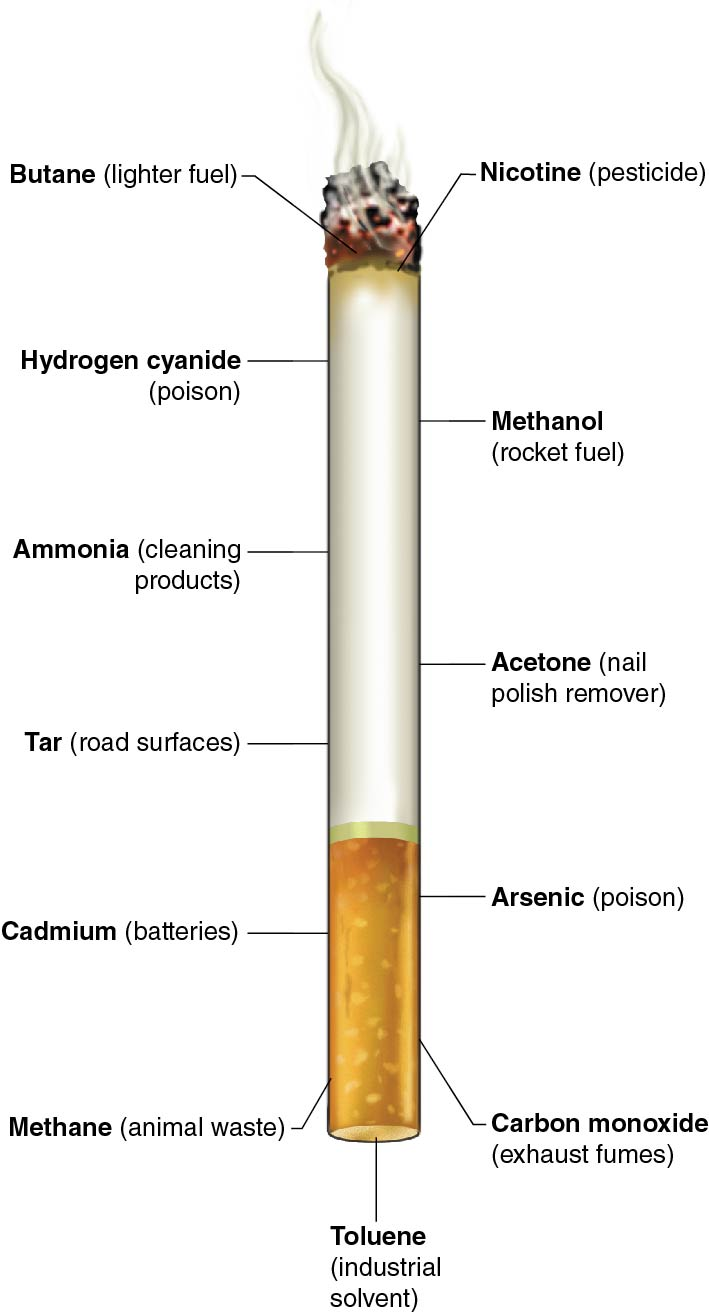 Butane (lighter fuel)
Nicotine (pesticide)
Hydrogen cyanide
(poison)
Methanol
(rocket fuel)
Ammonia (cleaning
products)
Acetone (nail
polish remover)
Tar (road surfaces)
Arsenic (poison)
Cadmium (batteries)
Methane (animal waste)
Carbon monoxide
(exhaust fumes)
Toluene
(industrial
solvent)